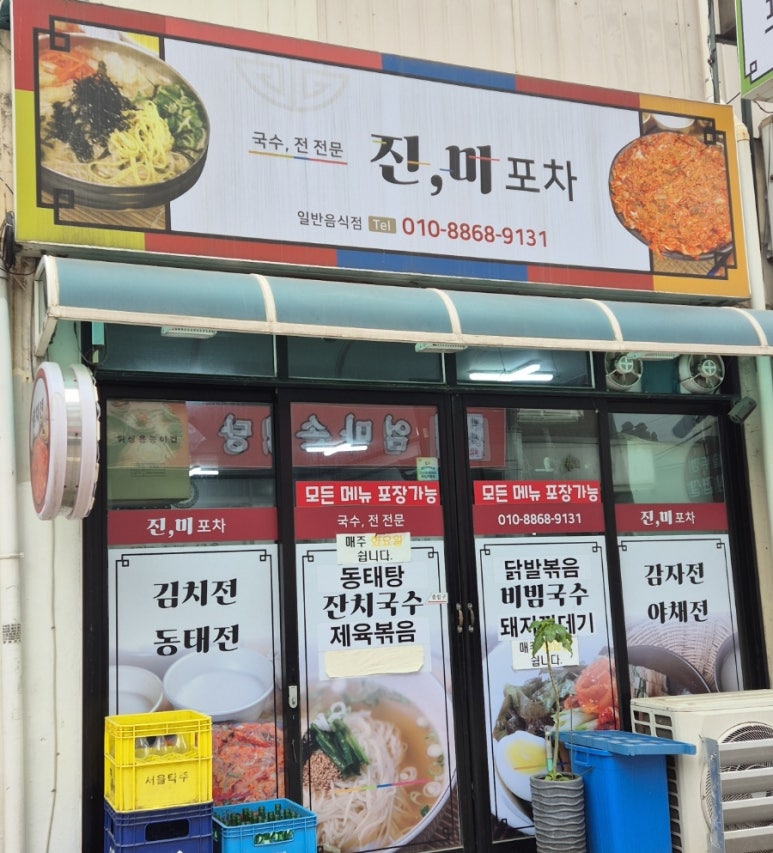 국수, 전 전문
진,미 포차
일반음식점 Tel 010-8868-9131
모든 메뉴 포장가능
모든 메뉴 포장가능
진,미 포차
국수, 전 전문
010-8868-9131
진,미 포차
김치전
동태전
매주 화요일
쉽니다.
동태탕
잔치국수
제육볶음
닭발볶음
비빔국수
매주
쉽니다.
감자전
야채전
서울탁주